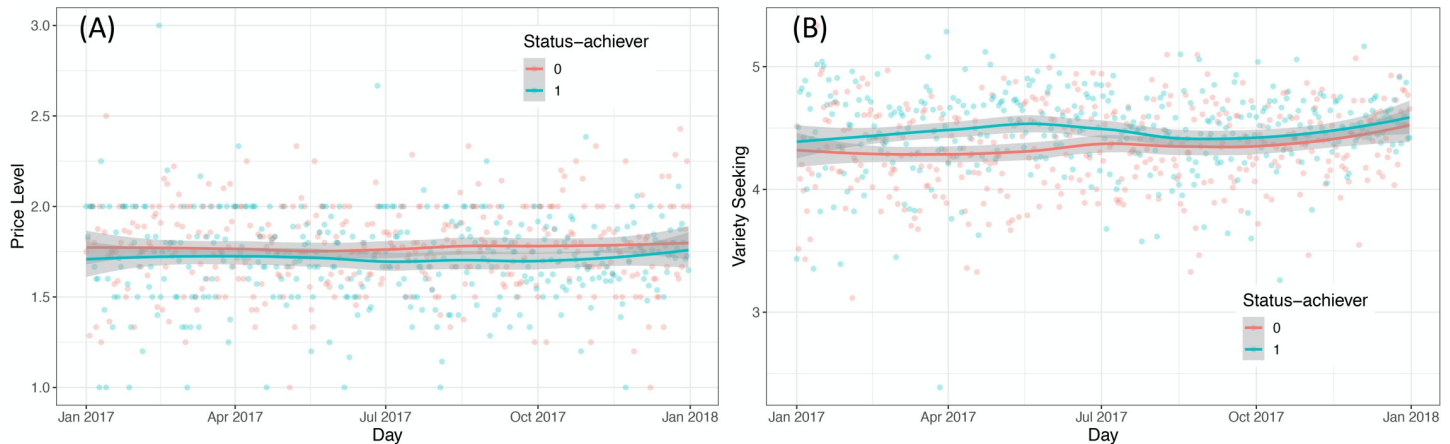 (A)
Status-achiever
0
1
Price Level
3.0
2.5
2.0
1.5
1.0
Jan 2017 Apr 2017 Jul 2017 Oct 2017 Jan 2018
Day
(B)
Variety Seeking
5
4
3
Status-achiever
0
1
Jan 2017 Apr 2017 Jul 2017 Oct 2017 Jan 2018
Day